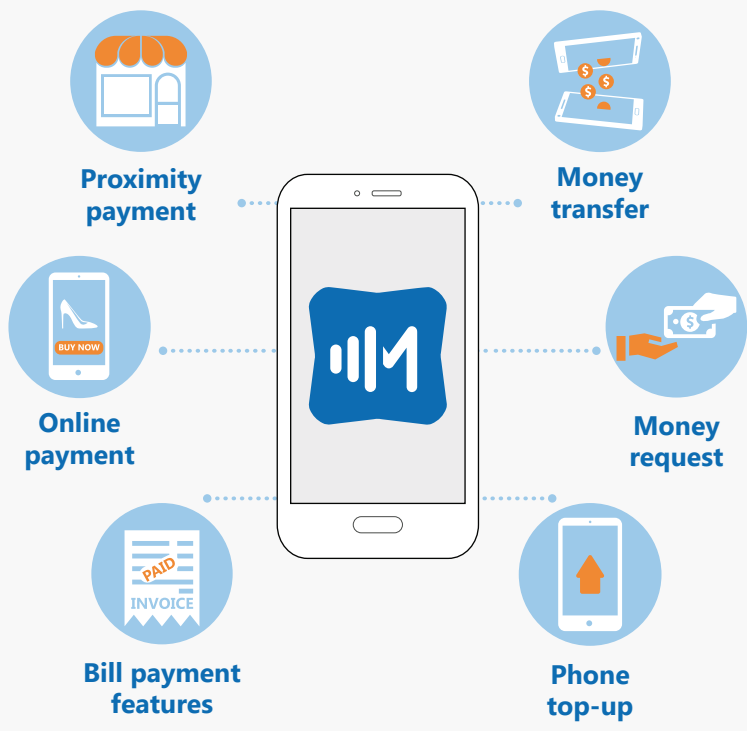 Proximity
payment
$
$
$
Money
transfer
BUY NOW
Online
payment
M
$
Money
request
PAID
INVOICE
Bill payment
features
Phone
top-up